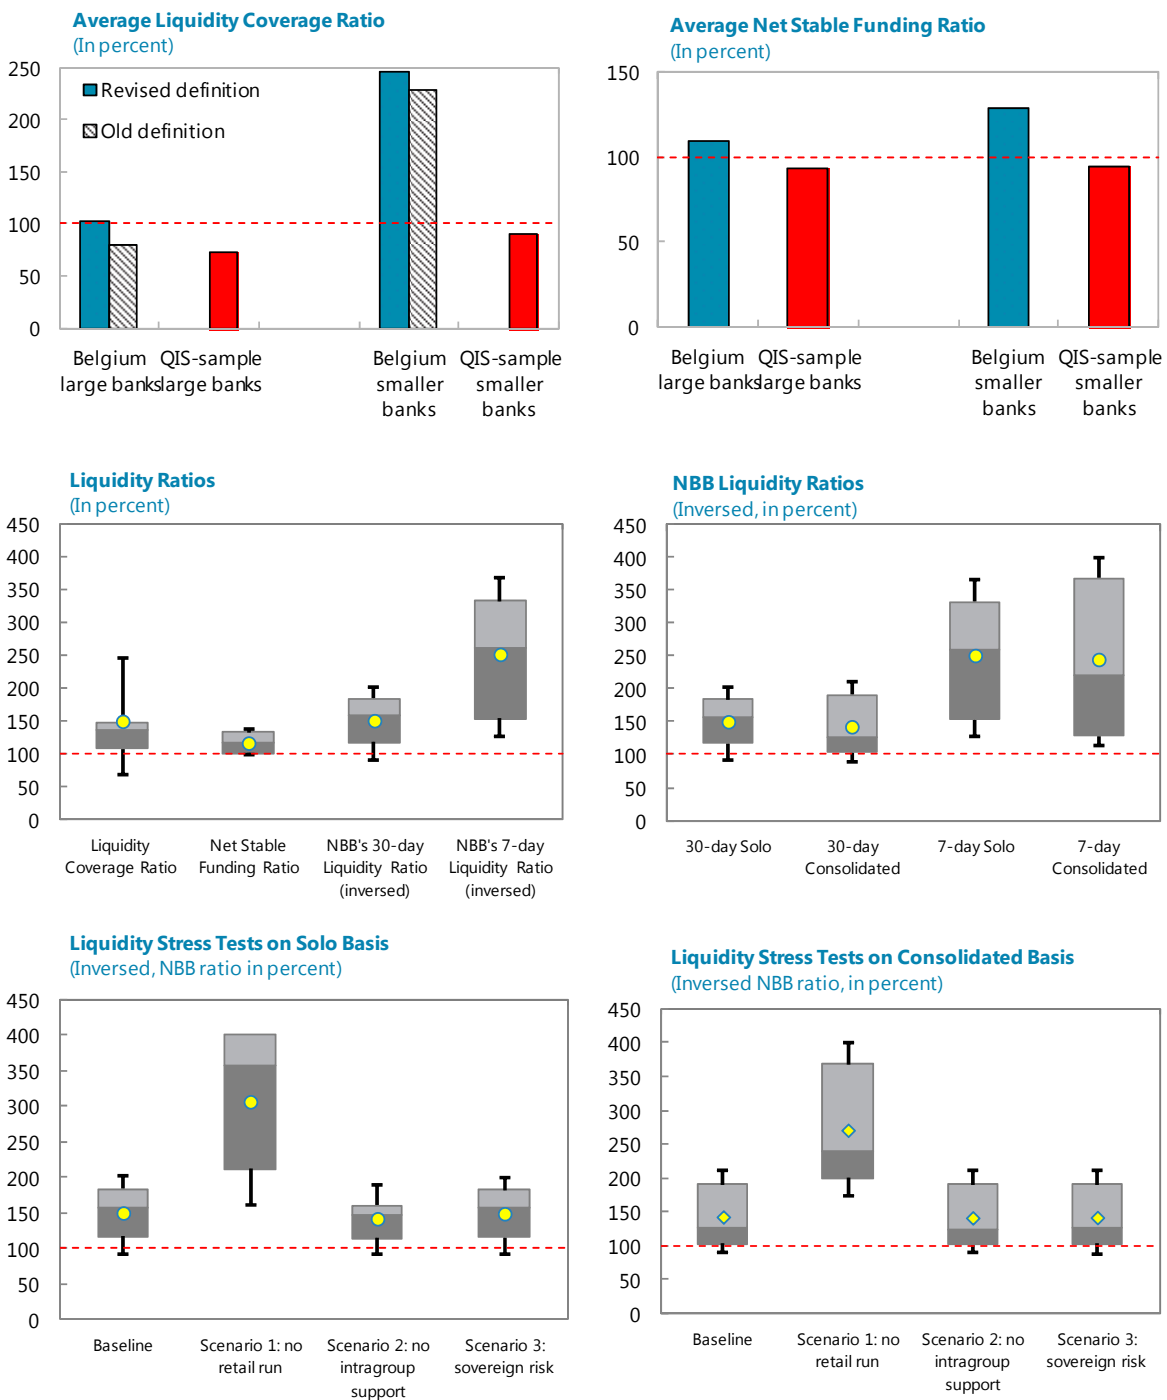 Average Liquidity Coverage Ratio
(In percent)
250
200
150
100
50
0
Revised definition
Old definition
Belgium
large banks
QIS-sample
large banks
Belgium
smaller
banks
QIS-sample
smaller
banks
Average Net Stable Funding Ratio
(In percent)
150
100
50
0
Belgium
large banks
QIS-sample
large banks
Belgium
smaller
banks
QIS-sample
smaller
banks
Liquidity Ratios
(In percent)
450
400
350
300
250
200
150
100
50
0
Liquidity
Coverage Ratio
Net Stable
Funding Ratio
NBB's 30-day
Liquidity Ratio
(inversed)
NBB's 7-day
Liquidity Ratio
(inversed)
NBB Liquidity Ratios
(Inversed, in percent)
450
400
350
300
250
200
150
100
50
0
30-day Solo
30-day
Consolidated
7-day Solo
7-day
Consolidated
Liquidity Stress Tests on Solo Basis
(Inversed, NBB ratio in percent)
450
400
350
300
250
200
150
100
50
0
Baseline
Scenario 1: no
retail run
Scenario 2: no
intragroup
support
Scenario 3:
sovereign risk
Liquidity Stress Tests on Consolidated Basis
(Inversed NBB ratio, in percent)
450
400
350
300
250
200
150
100
50
0
Baseline
Scenario 1: no
retail run
Scenario 2: no
intragroup
support
Scenario 3:
sovereign risk